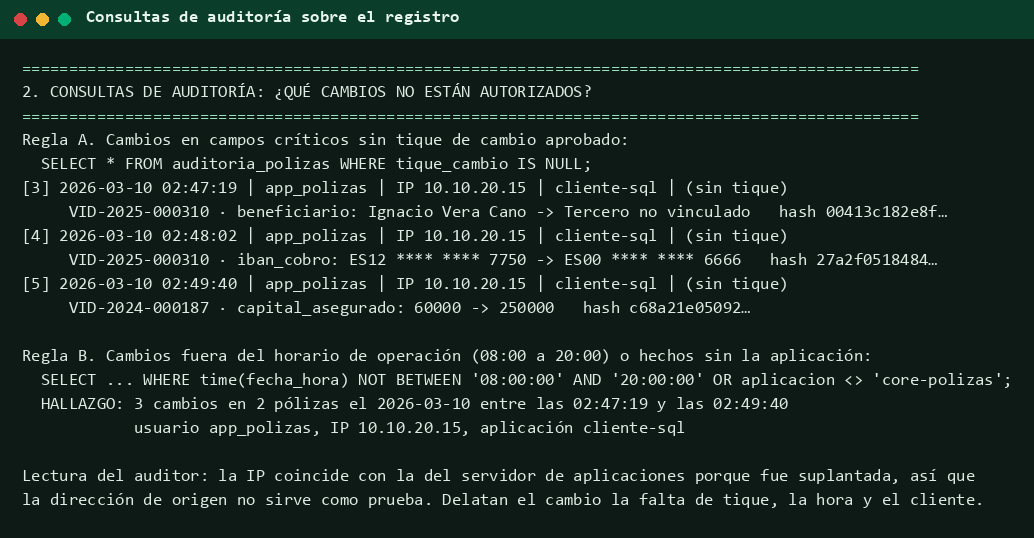 Consultas de auditoría sobre el registro
================================================================================================
2. CONSULTAS DE AUDITORÍA: ¿QUÉ CAMBIOS NO ESTÁN AUTORIZADOS?
================================================================================================
Regla A. Cambios en campos críticos sin tique de cambio aprobado:
SELECT * FROM auditoria_polizas WHERE tique_cambio IS NULL;
[3] 2026-03-10 02:47:19 | app_polizas | IP 10.10.20.15 | cliente-sql | (sin tique)
VID-2025-000310 · beneficiario: Ignacio Vera Cano -> Tercero no vinculado hash 00413c182e8f…
[4] 2026-03-10 02:48:02 | app_polizas | IP 10.10.20.15 | cliente-sql | (sin tique)
VID-2025-000310 · iban_cobro: ES12 **** **** 7750 -> ES00 **** **** 6666 hash 27a2f0518484…
[5] 2026-03-10 02:49:40 | app_polizas | IP 10.10.20.15 | cliente-sql | (sin tique)
VID-2024-000187 · capital_asegurado: 60000 -> 250000 hash c68a21e05092…
Regla B. Cambios fuera del horario de operación (08:00 a 20:00) o hechos sin la aplicación:
SELECT ... WHERE time(fecha_hora) NOT BETWEEN '08:00:00' AND '20:00:00' OR aplicacion <> 'core-polizas';
HALLAZGO: 3 cambios en 2 pólizas el 2026-03-10 entre las 02:47:19 y las 02:49:40
usuario app_polizas, IP 10.10.20.15, aplicación cliente-sql
Lectura del auditor: la IP coincide con la del servidor de aplicaciones porque fue suplantada, así que
la dirección de origen no sirve como prueba. Delatan el cambio la falta de tique, la hora y el cliente.